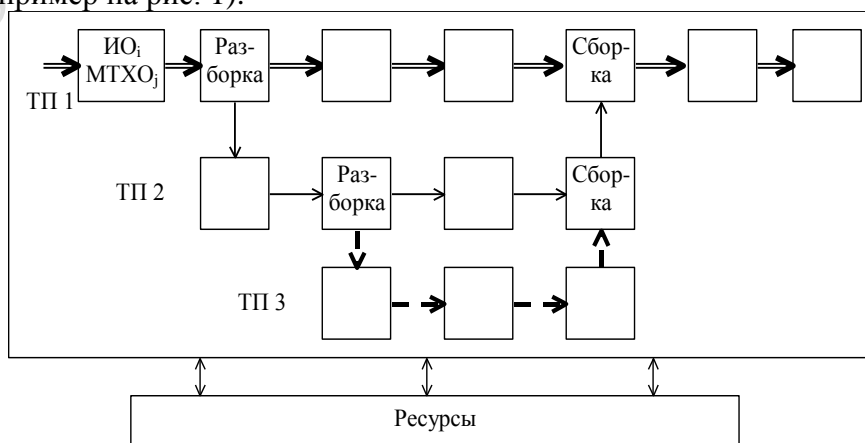 пример на рис. 1).
ИОi
МТХОj
Раз-
борка
Сбор-
ка
ТП 1
ТП 2
Раз-
борка
Сбор-
ка
ТП 3
Ресурсы